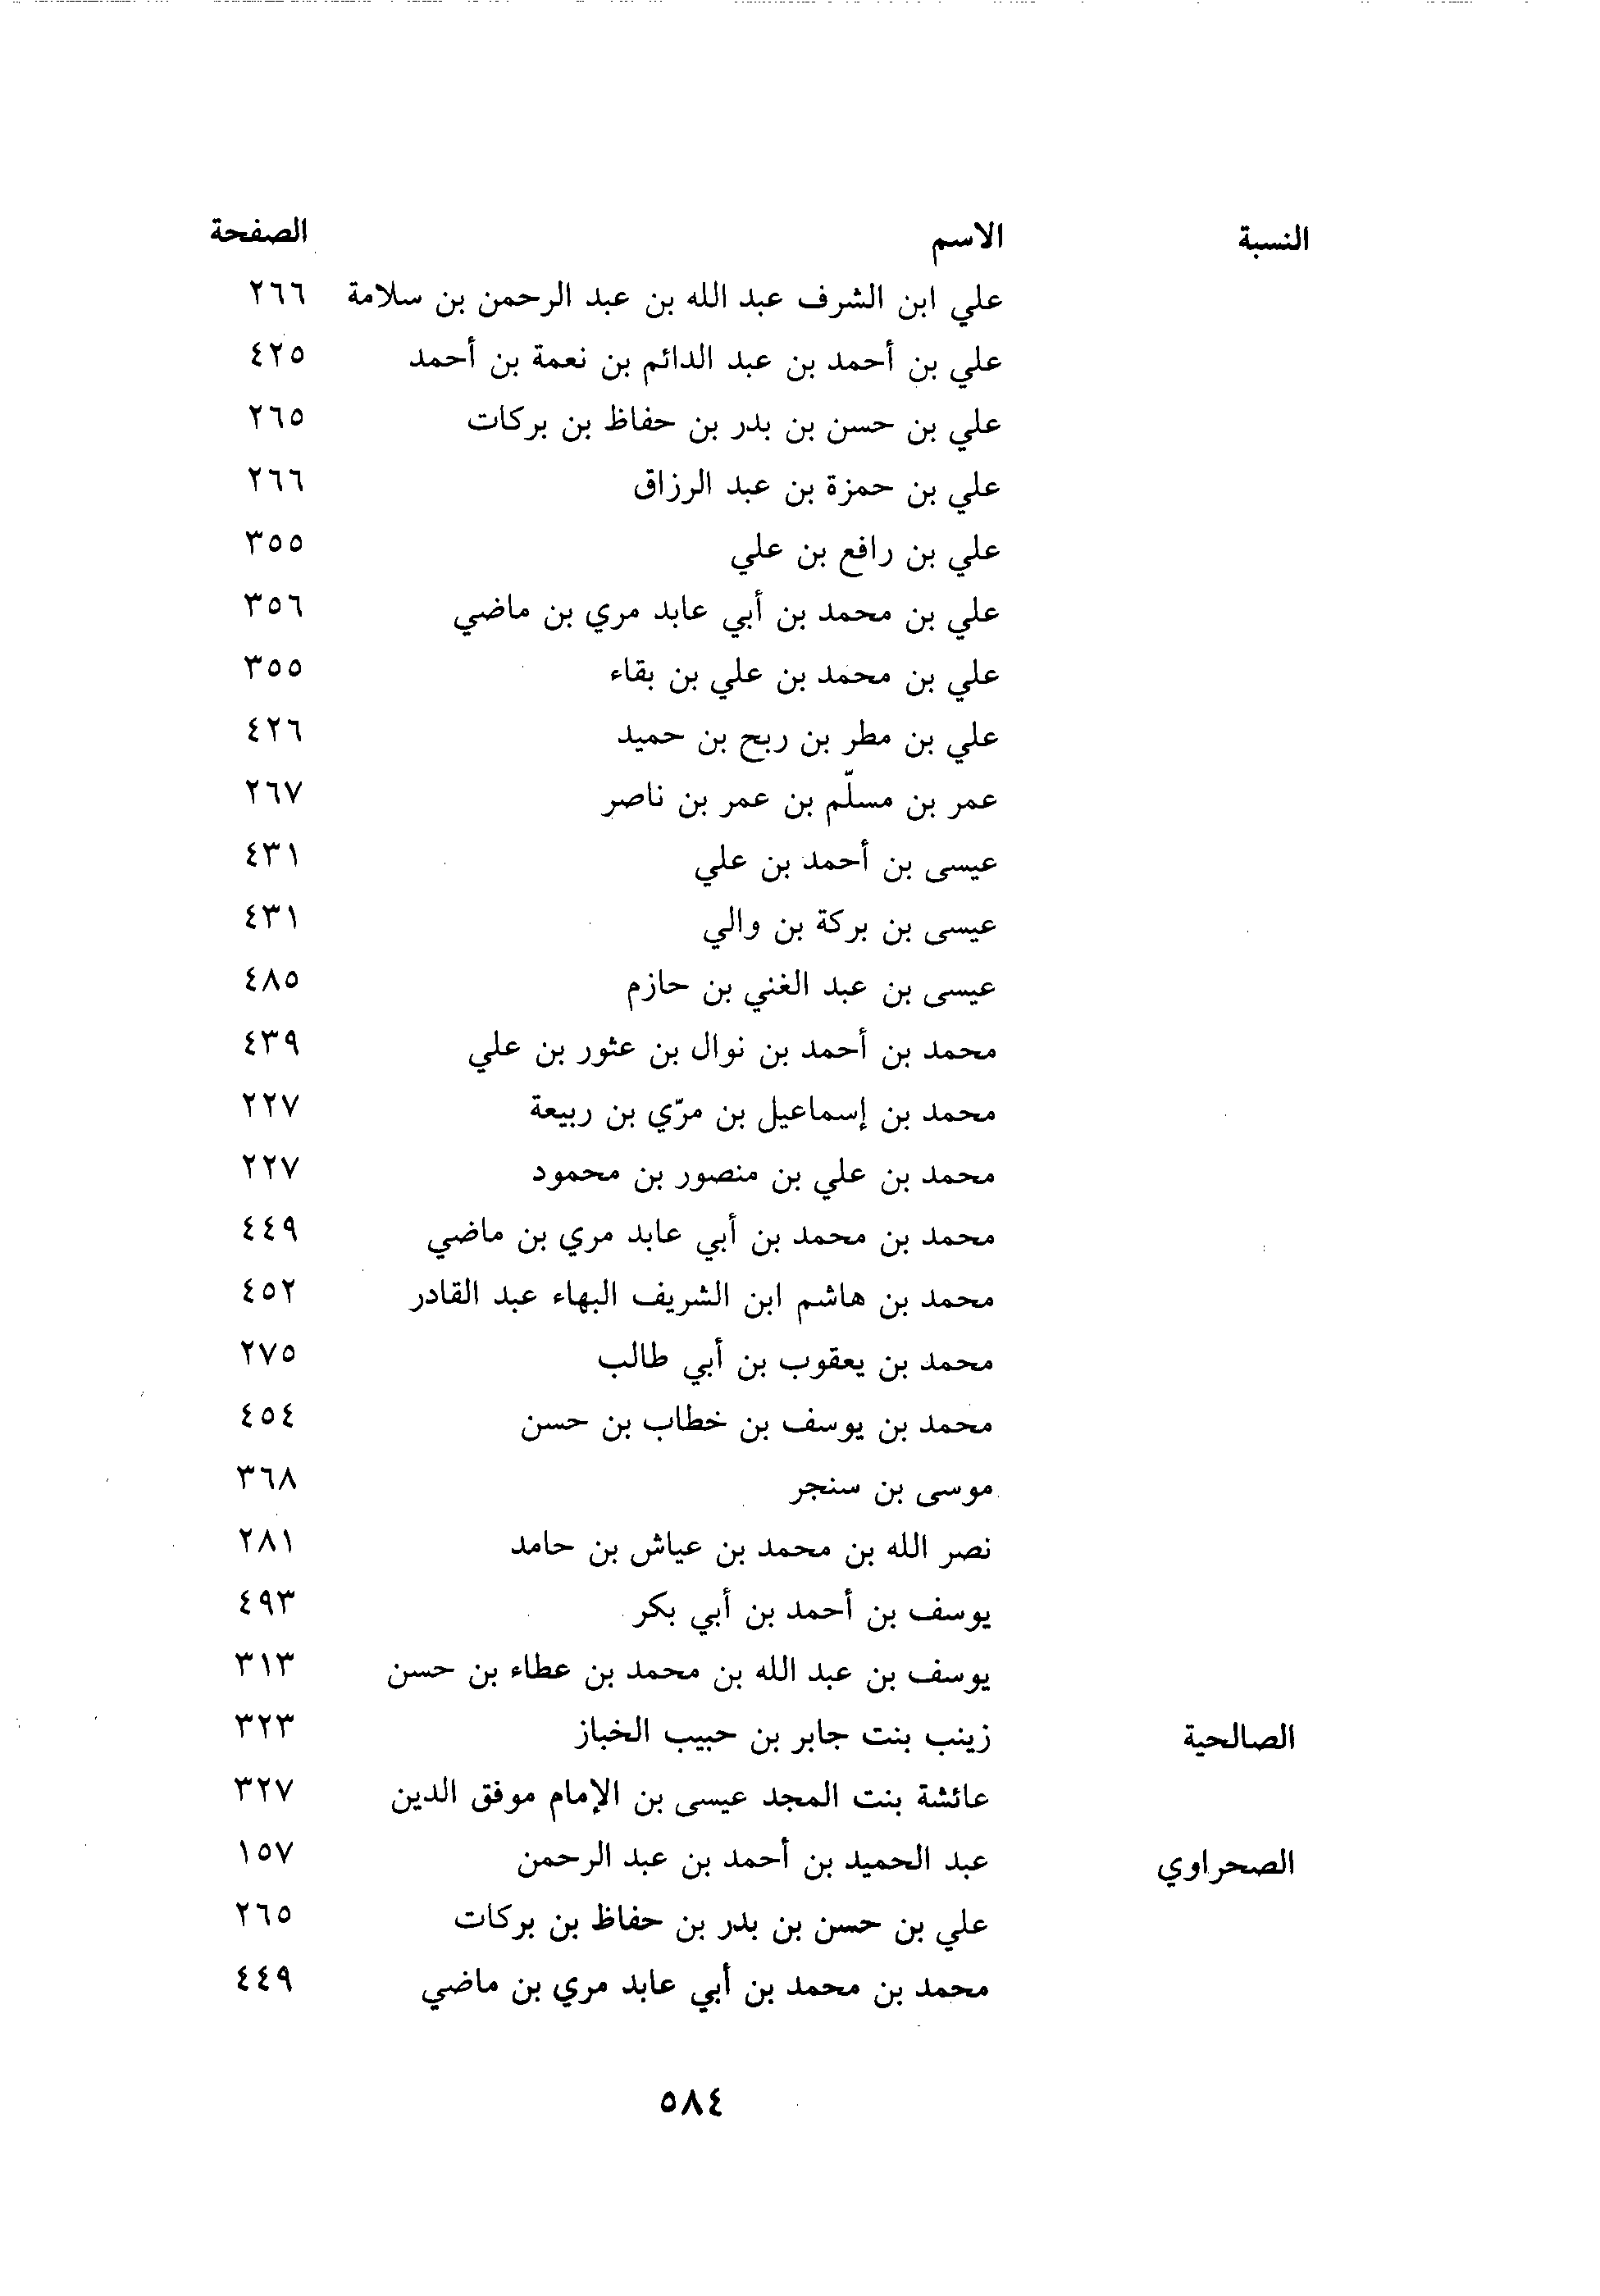 النسبة الاسم الصفحة
علي ابن الشرف عبد الله بن عبد الرحمن بن سلامة ٢٦٦
علي بن أحمد بن عبد الدائم بن نعمة بن أحمد ٤٢٥
علي بن حسن بن بدر بن حفاظ بن بركات ٢٦٥
علي بن حمزة بن عبد الرزاق ٢٦٦
علي بن رافع بن علي ٣٥٥
علي بن محمد بن أبي عابد مري بن ماضي ٣٥٦
علي بن محمد بن علي بن بقاء ٣٥٥
علي بن مطر بن ربح بن حميد ٤٢٦
عمر بن مسلّم بن عمر بن ناصر ٢٦٧
عيسى بن أحمد بن علي ٤٣١
عيسى بن بركة بن والي ٤٣١
عيسى بن عبد الغني بن حازم ٤٨٥
محمد بن أحمد بن نوال بن عثور بن علي ٤٣٩
محمد بن إسماعيل بن مرّي بن ربيعة ٢٢٧
محمد بن علي بن منصور بن محمود ٢٢٧
محمد بن محمد بن أبي عابد مري بن ماضي ٤٤٩
محمد بن هاشم ابن الشريف البهاء عبد القادر ٤٥٢
محمد بن يعقوب بن أبي طالب ٢٧٥
محمد بن يوسف بن خطاب بن حسن ٤٥٤
موسى بن سنجر ٣٦٨
نصر الله بن محمد بن عياش بن حامد ٢٨١
يوسف بن أحمد بن أبي بكر ٤٩٣
يوسف بن عبد الله بن محمد بن عطاء بن حسن ٣١٣
الصالحية زينب بنت جابر بن حبيب الخباز ٣٢٣
عائشة بنت المجد عيسى بن الإمام موفق الدين ٣٢٧
الصحراوي عبد الحميد بن أحمد بن عبد الرحمن ١٥٧
علي بن حسن بن بدر بن حفاظ بن بركات ٢٦٥
محمد بن محمد بن أبي عابد مري بن ماضي ٤٤٩
٥٨٤